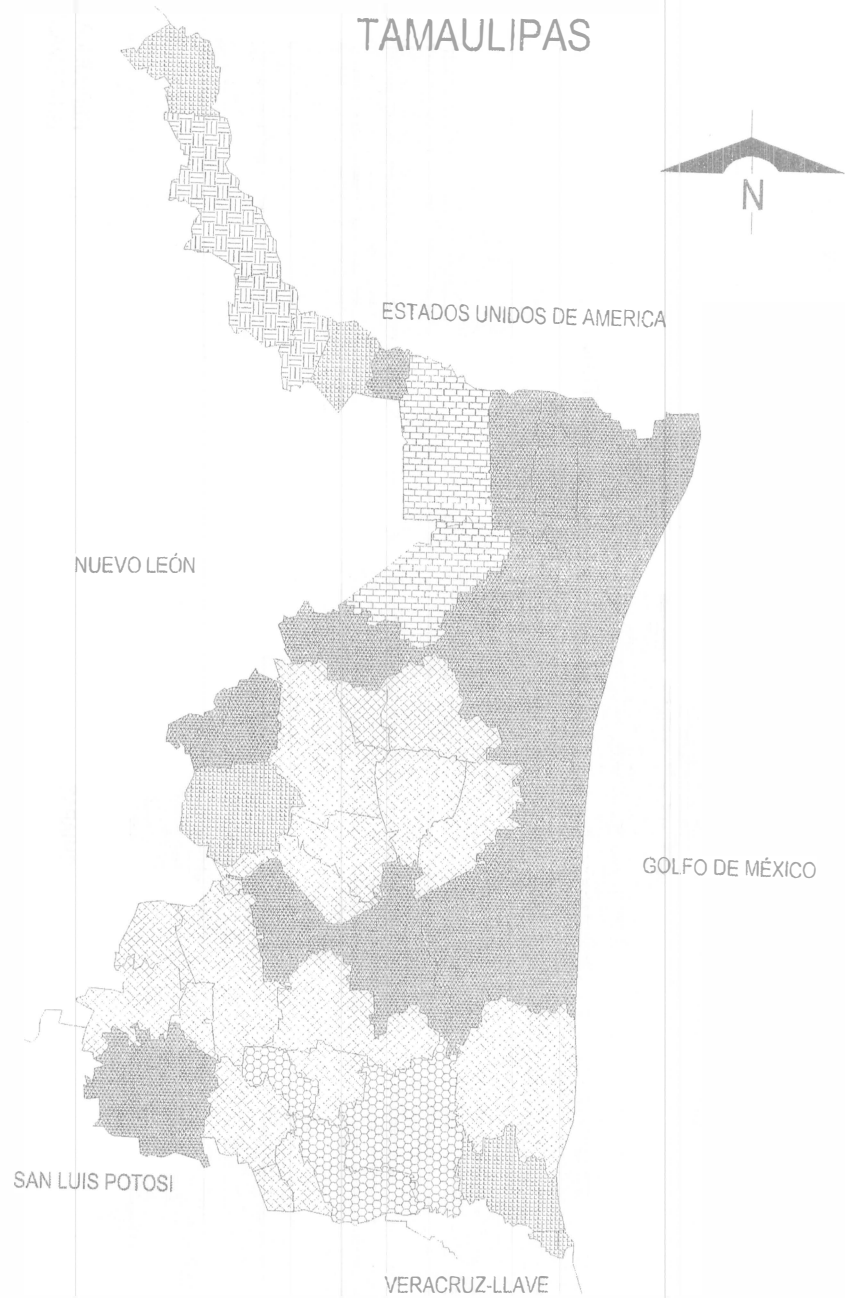 TAMAULIPAS
N
ESTADOS UNIDOS DE AMERICA
NUEVO LEÓN
GOLFO DE MÉXICO
SAN LUIS POTOSI
VERACRUZ-LLAVE